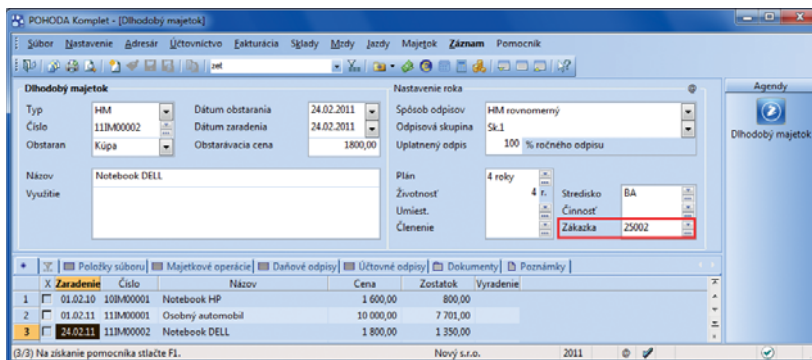 POHODA Komplet - [Dlhodobý majetok]
Súbor Nastavenie Adresár Účtovníctvo Fakturácia Sklady Mzdy Jazdy Majetok Záznam Pomocník
zet
Dlhodobý majetok
Nastavenie roka
Agendy
Typ HM Dátum obstarania 24.02.2011 Spôsob odpisov HM rovnomerný
Číslo 11IM00002 Dátum zaradenia 24.02.2011 Odpisová skupina Sk.1
Obstaran Kúpa Obstarávacia cena 1800,00 Uplatnený odpis 100 % ročného odpisu
Dlhodobý majetok
Názov Notebook DELL Plán 4 roky
Využitie Životnosť 4 r. Stredisko BA
Umiest. Činnosť
Členenie Zákazka 25002
Položky súboru Majetkové operácie Daňové odpisy Účtovné odpisy Dokumenty Poznámky
X Zaradenie Číslo Názov Cena Zostatok Vyradenie
1 01.02.10 10IM00001 Notebook HP 1 600,00 800,00
2 01.02.11 11IM00001 Osobný automobil 10 000,00 7 701,00
3 24.02.11 11IM00002 Notebook DELL 1 800,00 1 350,00
(3/3) Na získanie pomocníka stlačte F1. Nový s.r.o. 2011